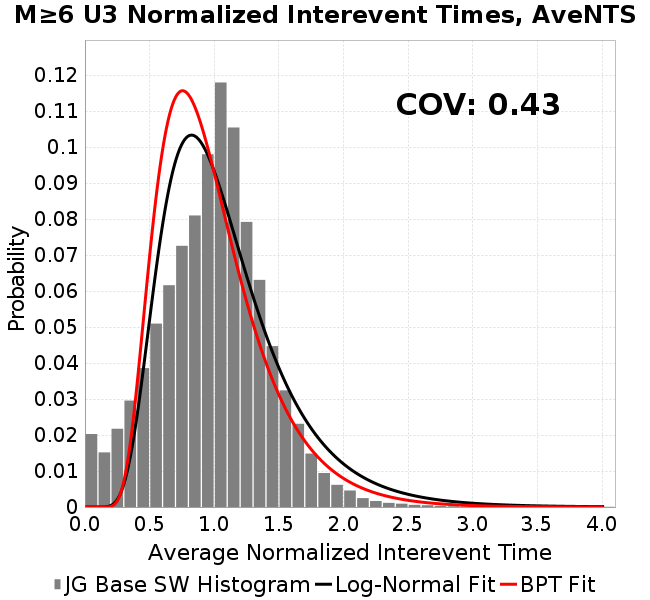 M≥6 U3 Normalized Interevent Times, AveNTS
COV: 0.43
Probability
0.12
0.11
0.1
0.09
0.08
0.07
0.06
0.05
0.04
0.03
0.02
0.01
0
0.0 0.5 1.0 1.5 2.0 2.5 3.0 3.5 4.0
Average Normalized Interevent Time
JG Base SW Histogram Log-Normal Fit BPT Fit